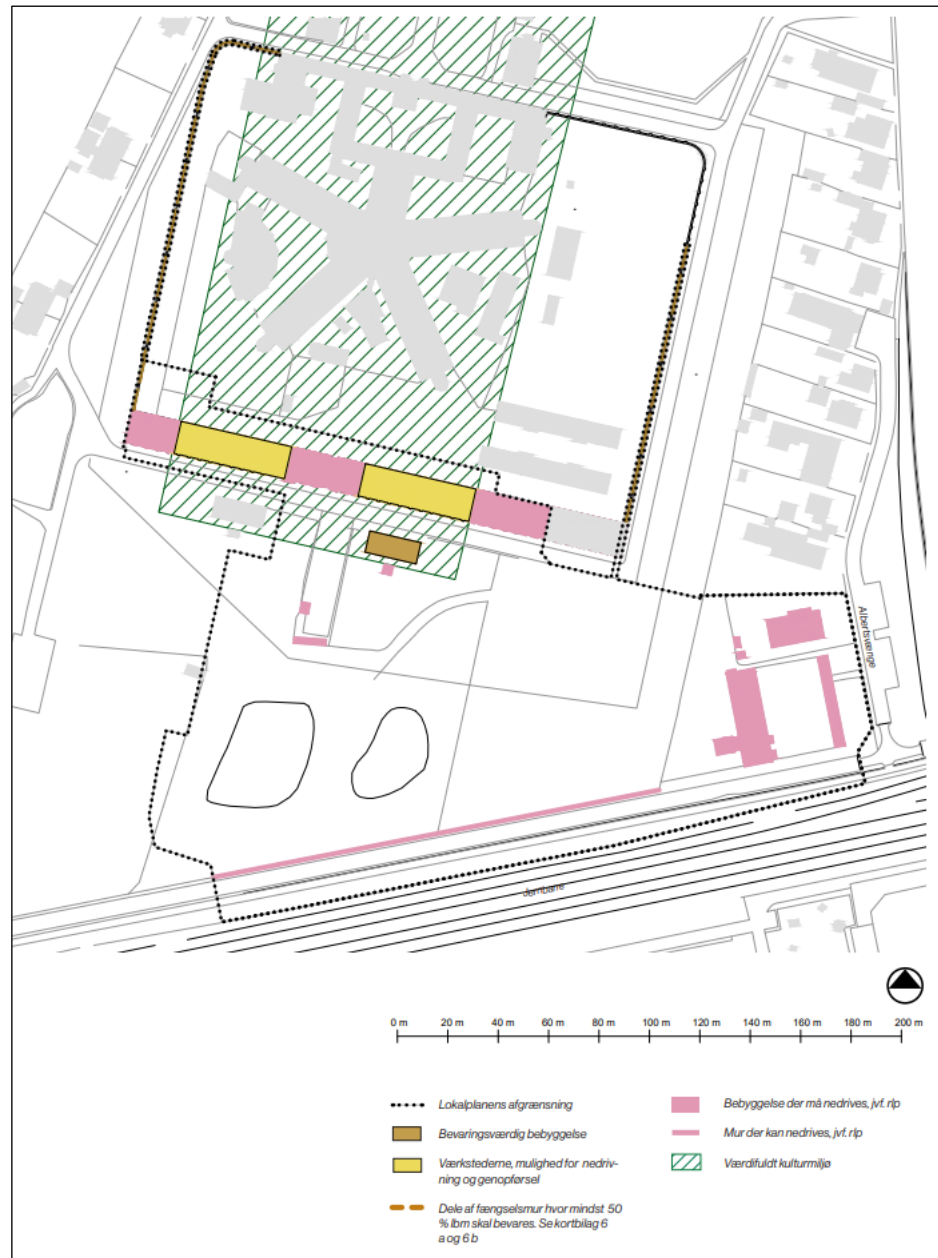 Albertsvænge
Jernbane
0 m 20 m 40 m 60 m 80 m 100 m 120 m 140 m 160 m 180 m 200 m
Lokalplanens afgrænsning
Bevaringsværdig bebyggelse
Værkstederne, mulighed for nedriv-
ning og genopførsel
Dele af fængselsmur hvor mindst 50
% lbm skal bevares. Se kortbilag 6
a og 6 b
Bebyggelse der må nedrives, jvf. rlp
Mur der kan nedrives, jvf. rlp
Værdifuldt kulturmiljø